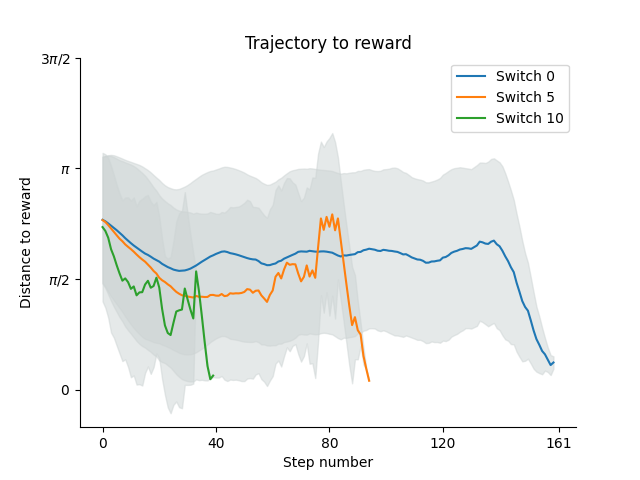 Trajectory to reward
Switch 0
Switch 5
Switch 10
Distance to reward
3π/2
π
π/2
0
0 40 80 120 161
Step number